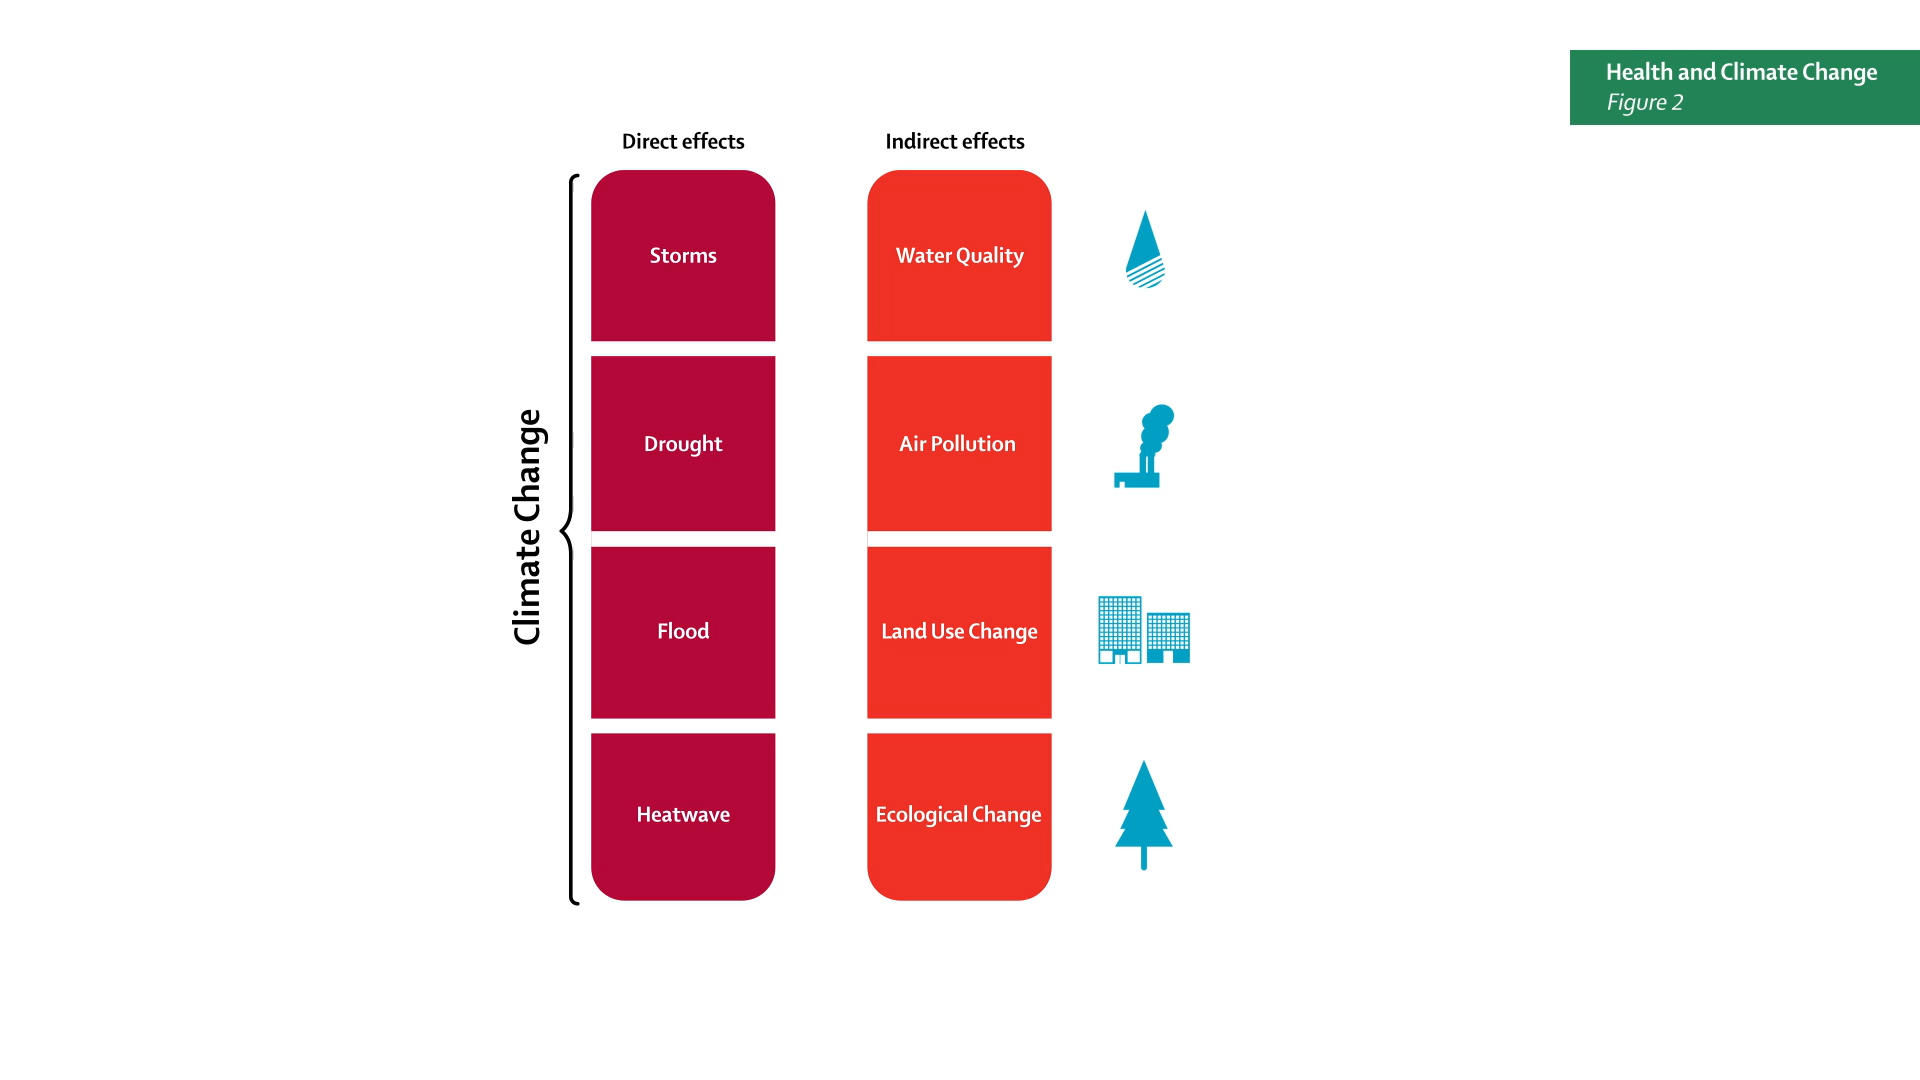 Health and Climate Change
Figure 2
Direct effects
Indirect effects
Climate Change
Storms
Water Quality
Drought
Air Pollution
Flood
Land Use Change
Heatwave
Ecological Change